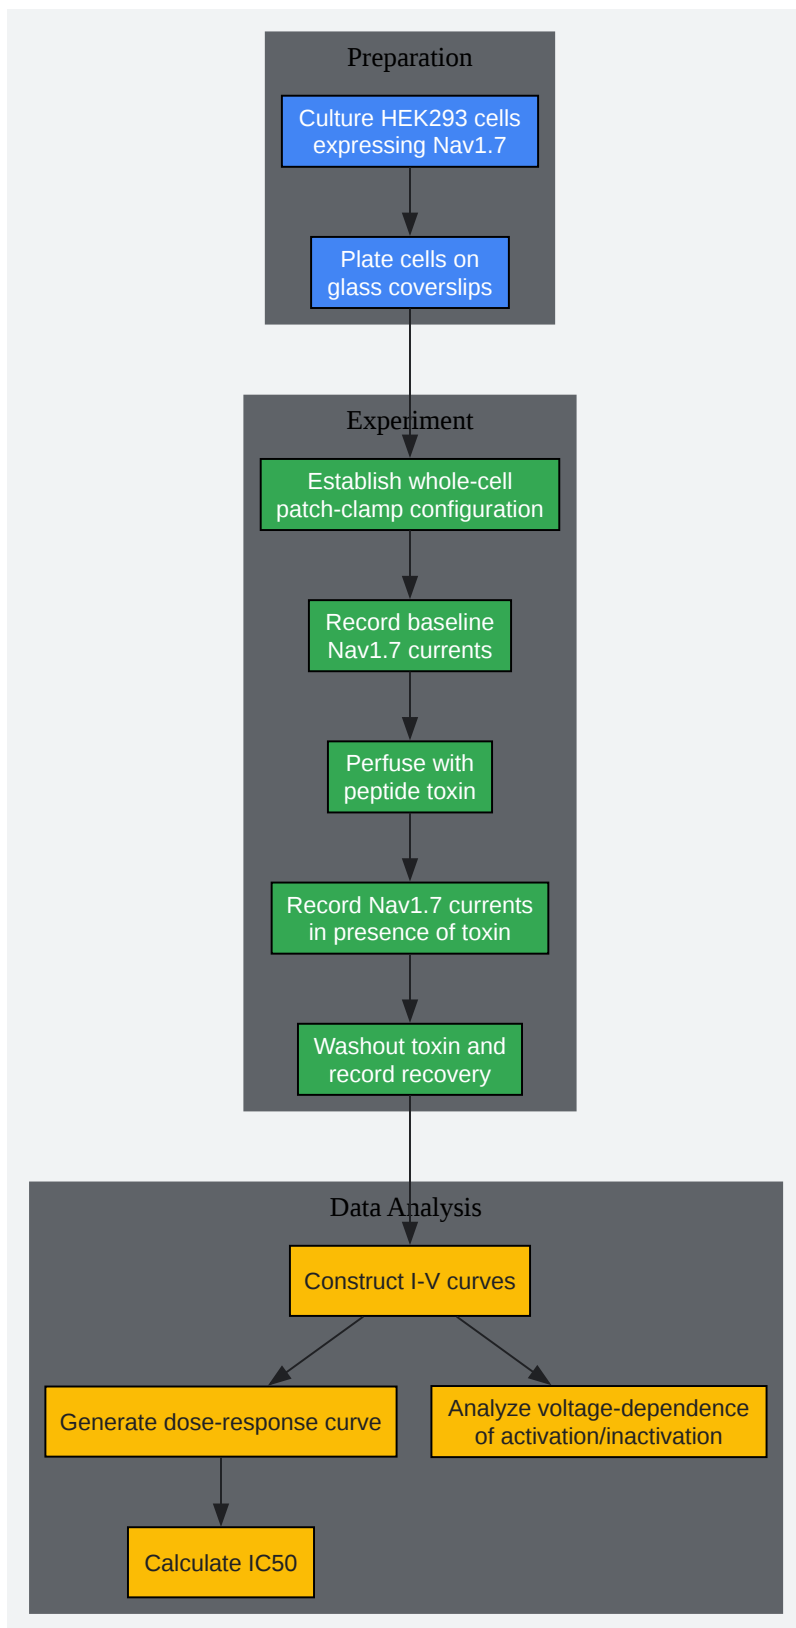 Preparation
Culture HEK293 cells
expressing Nav1.7
Plate cells on
glass coverslips
Experiment
Establish whole-cell
patch-clamp configuration
Record baseline
Nav1.7 currents
Perfuse with
peptide toxin
Record Nav1.7 currents
in presence of toxin
Washout toxin and
record recovery
Data Analysis
Construct I-V curves
Generate dose-response curve
Analyze voltage-dependence
of activation/inactivation
Calculate IC50